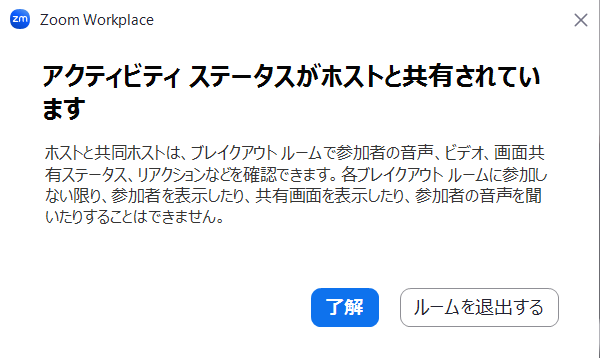 zm Zoom Workplace
アクティビティ ステータスがホストと共有されてい
ます
ホストと共同ホストは、ブレイクアウト ルームで参加者の音声、ビデオ、画面共
有ステータス、リアクションなどを確認できます。各ブレイクアウト ルームに参加し
ない限り、参加者を表示したり、共有画面を表示したり、参加者の音声を聞
いたりすることはできません。
了解
ルームを退出する